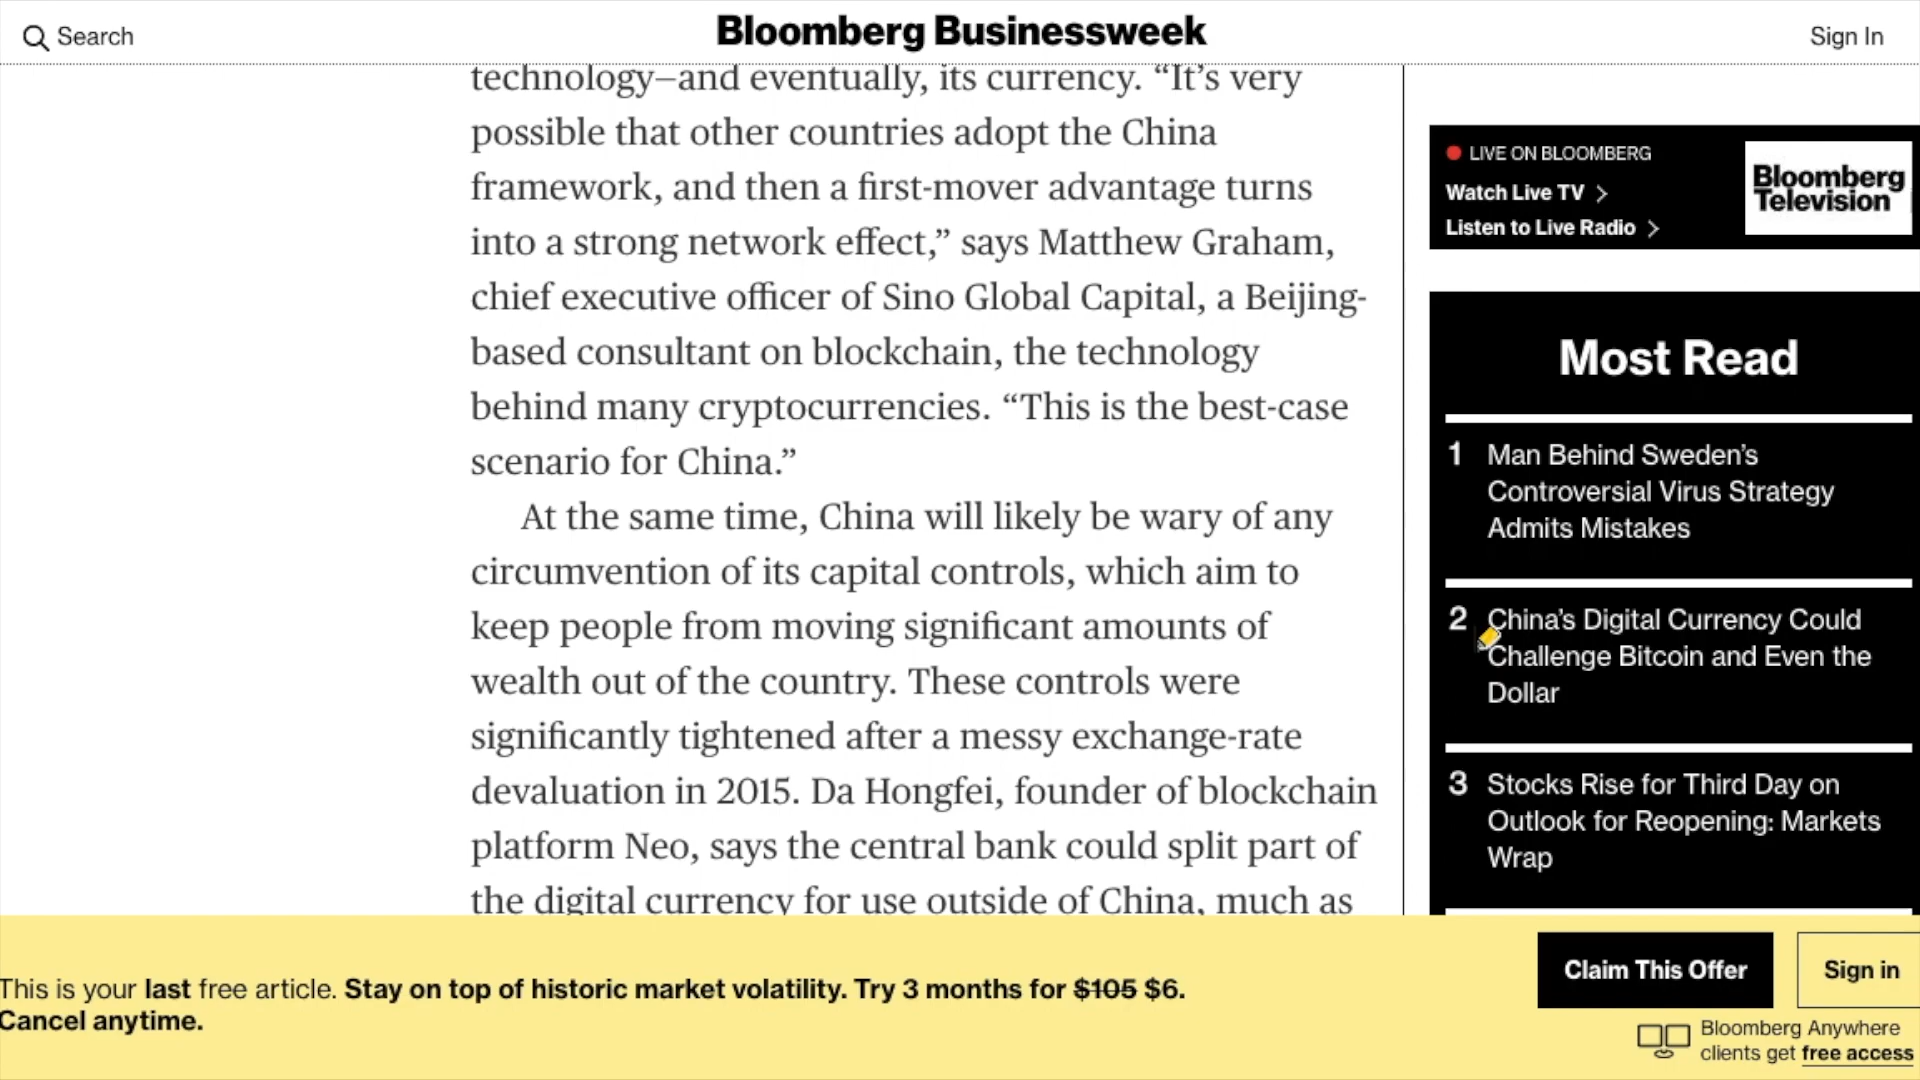 Search
Bloomberg Businessweek
Sign In
technology—and eventually, its currency. “It’s very
possible that other countries adopt the China
framework, and then a first-mover advantage turns
into a strong network effect,” says Matthew Graham,
chief executive officer of Sino Global Capital, a Beijing-
based consultant on blockchain, the technology
behind many cryptocurrencies. “This is the best-case
scenario for China.”
At the same time, China will likely be wary of any
circumvention of its capital controls, which aim to
keep people from moving significant amounts of
wealth out of the country. These controls were
significantly tightened after a messy exchange-rate
devaluation in 2015. Da Hongfei, founder of blockchain
platform Neo, says the central bank could split part of
the digital currency for use outside of China, much as
LIVE ON BLOOMBERG
Watch Live TV
Listen to Live Radio
Bloomberg
Television
Most Read
1 Man Behind Sweden’s
Controversial Virus Strategy
Admits Mistakes
2 China’s Digital Currency Could
Challenge Bitcoin and Even the
Dollar
3 Stocks Rise for Third Day on
Outlook for Reopening: Markets
Wrap
This is your last free article. Stay on top of historic market volatility. Try 3 months for $105 $6.
Cancel anytime.
Claim This Offer
Sign in
Bloomberg Anywhere
clients get free access